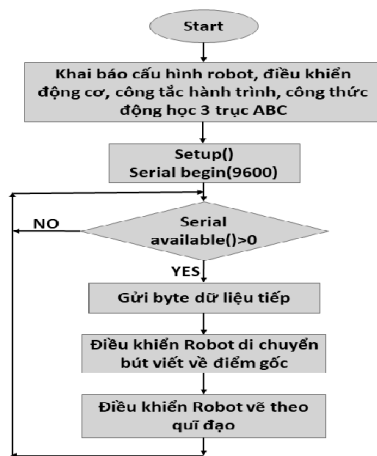 Start
Khai báo cấu hình robot, điều khiển
động cơ, công tắc hành trình, công thức
động học 3 trục ABC
Setup()
Serial begin(9600)
NO
Serial
available()>0
YES
Gửi byte dữ liệu tiếp
Điều khiển Robot di chuyển
bút viết về điểm gốc
Điều khiển Robot vẽ theo
quĩ đạo